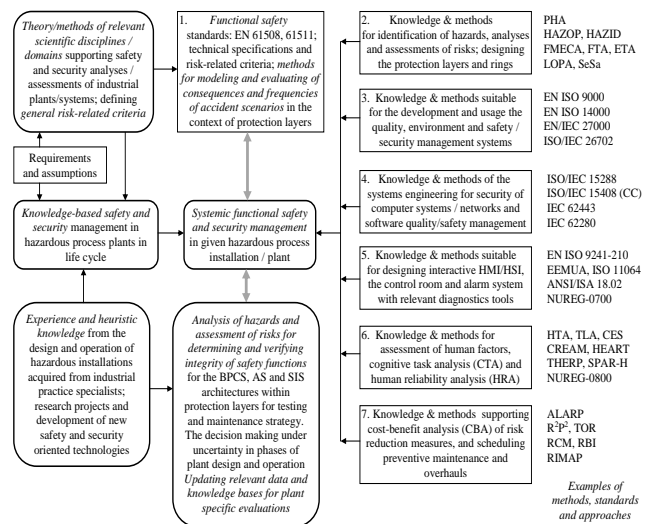 Theory/methods of relevant
scientific disciplines /
domains supporting safety
and security analyses /
assessments of industrial
plants/systems; defining
general risk-related criteria
Requirements
and assumptions
Knowledge-based safety and
security management in
hazardous process plants in
life cycle
Experience and heuristic
knowledge from the
design and operation of
hazardous installations
acquired from industrial
practice specialists;
research projects and
development of new
safety and security
oriented technologies
1. Functional safety
standards: EN 61508, 61511;
technical specifications and
risk-related criteria; methods
for modeling and evaluating of
consequences and frequencies
of accident scenarios in the
context of protection layers
Systemic functional safety
and security management
in given hazardous process
installation / plant
Analysis of hazards and
assessment of risks for
determining and verifying
integrity of safety functions
for the BPCS, AS and SIS
architectures within
protection layers for testing
and maintenance strategy.
The decision making under
uncertainty in phases of
plant design and operation
Updating relevant data and
knowledge bases for plant
specific evaluations
2. Knowledge & methods
for identification of hazards, analyses
and assessments of risks; designing
the protection layers and rings
PHA
HAZOP, HAZID
FMECA, FTA, ETA
LOPA, SeSa
3. Knowledge & methods suitable
for the development and usage the
quality, environment and safety /
security management systems
EN ISO 9000
EN ISO 14000
EN/IEC 27000
ISO/IEC 26702
4. Knowledge & methods of the
systems engineering for security of
computer systems / networks and
software quality/safety management
ISO/IEC 15288
ISO/IEC 15408 (CC)
IEC 62443
IEC 62280
5. Knowledge & methods suitable
for designing interactive HMI/HSI,
the control room and alarm system
with relevant diagnostics tools
EN ISO 9241-210
EEMUA, ISO 11064
ANSI/ISA 18.02
NUREG-0700
6. Knowledge & methods for
assessment of human factors,
cognitive task analysis (CTA) and
human reliability analysis (HRA)
HTA, TLA, CES
CREAM, HEART
THERP, SPAR-H
NUREG-0800
7. Knowledge & methods supporting
cost-benefit analysis (CBA) of risk
reduction measures, and scheduling
preventive maintenance and
overhauls
ALARP
R²P², TOR
RCM, RBI
RIMAP
Examples of
methods, standards
and approaches